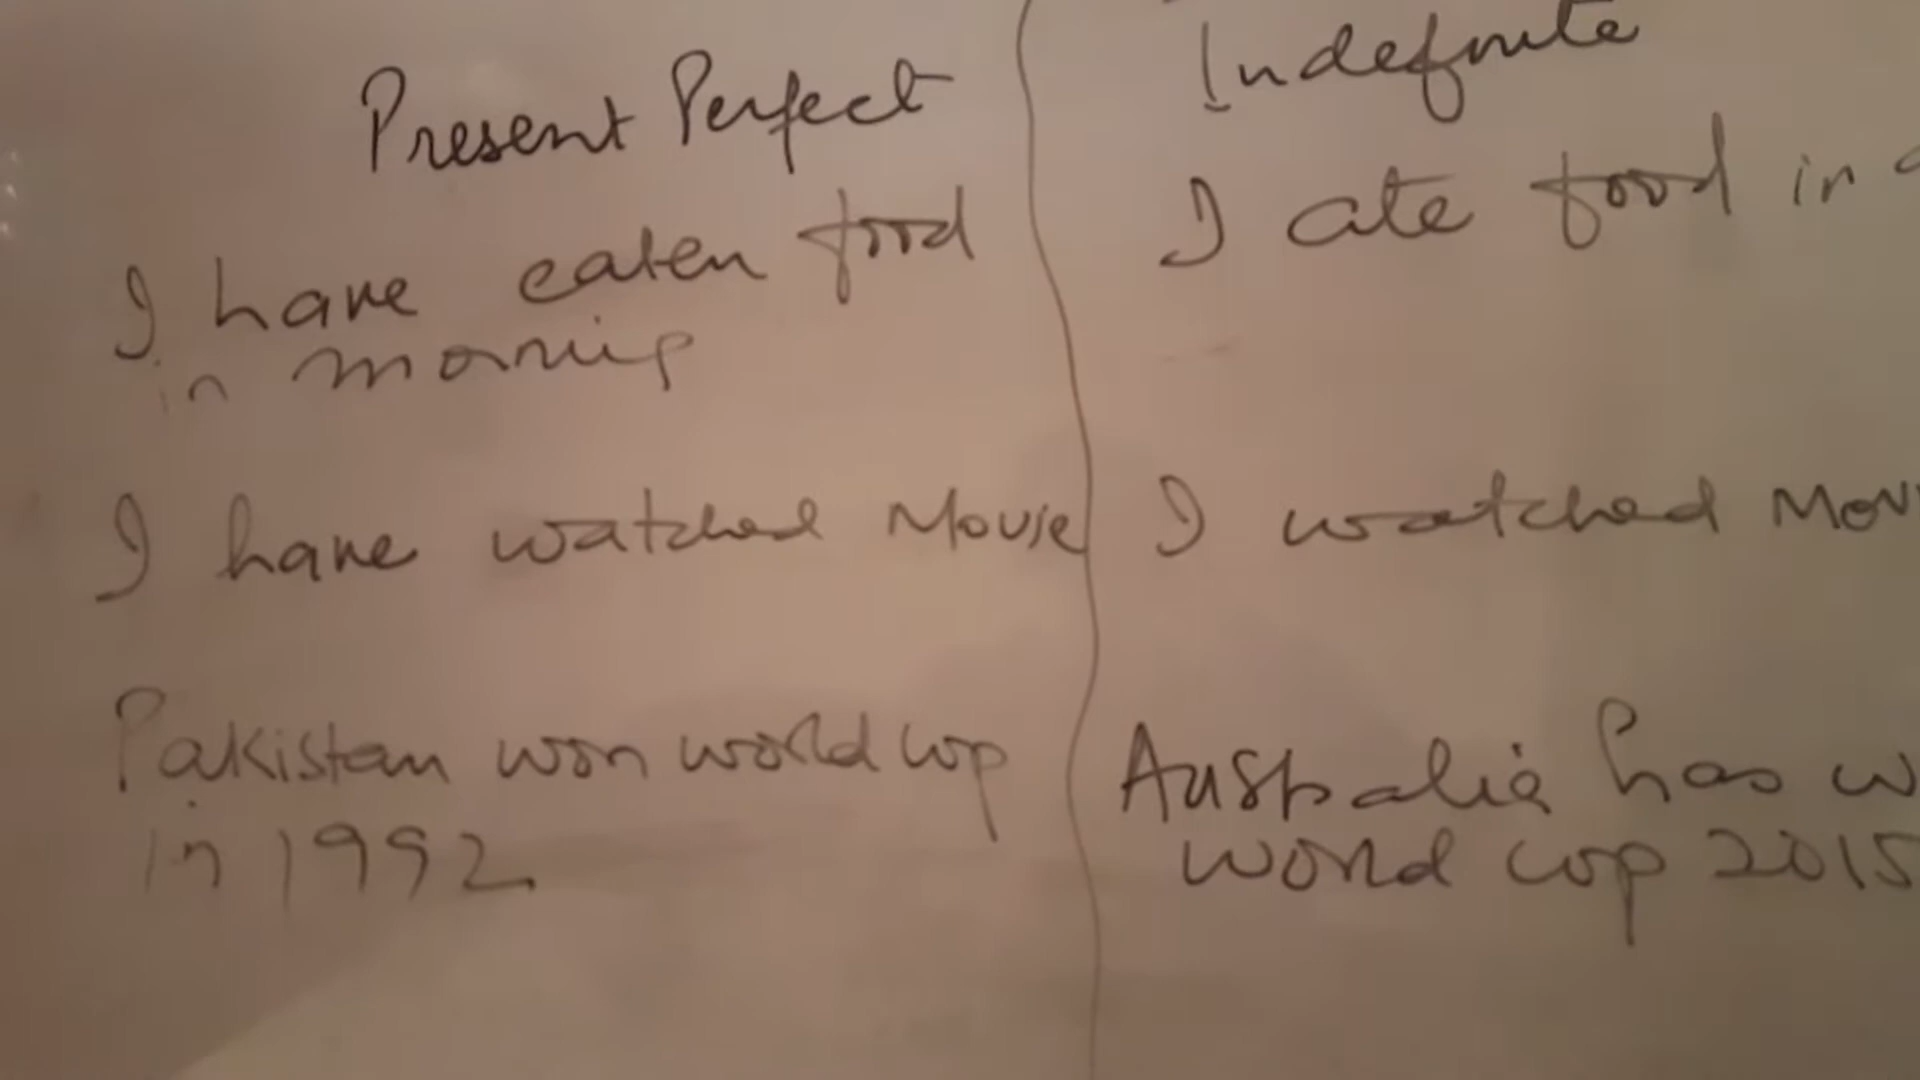 Present Perfect
I have eaten food
in morning
I have watched Movie
Pakistan won world cup
in 1992
Indefinite
I ate food in
I watched Mov
Australia has w
world cup 2015